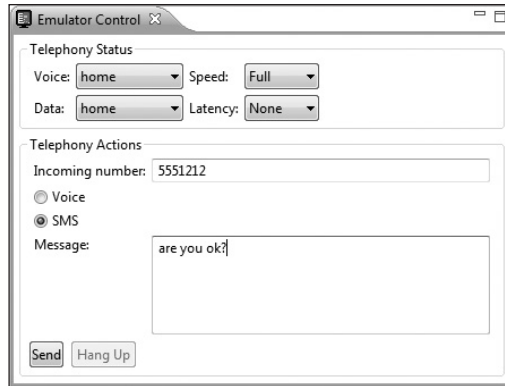 Emulator Control
Telephony Status
Voice: home Speed: Full
Data: home Latency: None
Telephony Actions
Incoming number: 5551212
Voice
SMS
Message: are you ok?
Send Hang Up